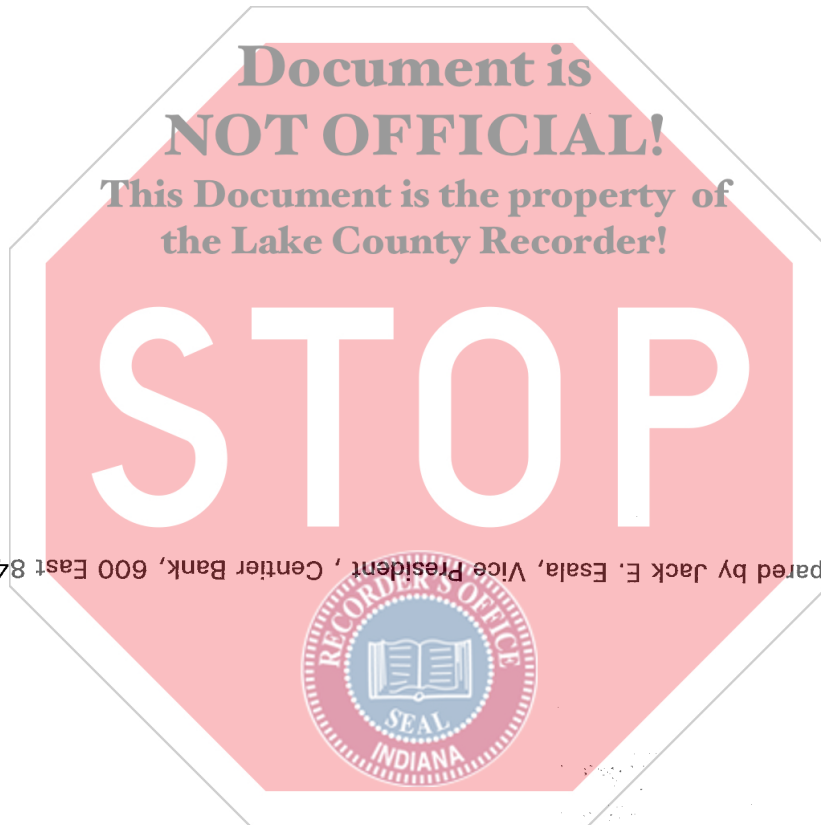 Document is
NOT OFFICIAL!
This Document is the property of
the Lake County Recorder!
STOP
pared by Jack E. Esala, Vice President , Centier Bank, 600 East 84
RECORDER'S OFFICE
SEAL
INDIANA